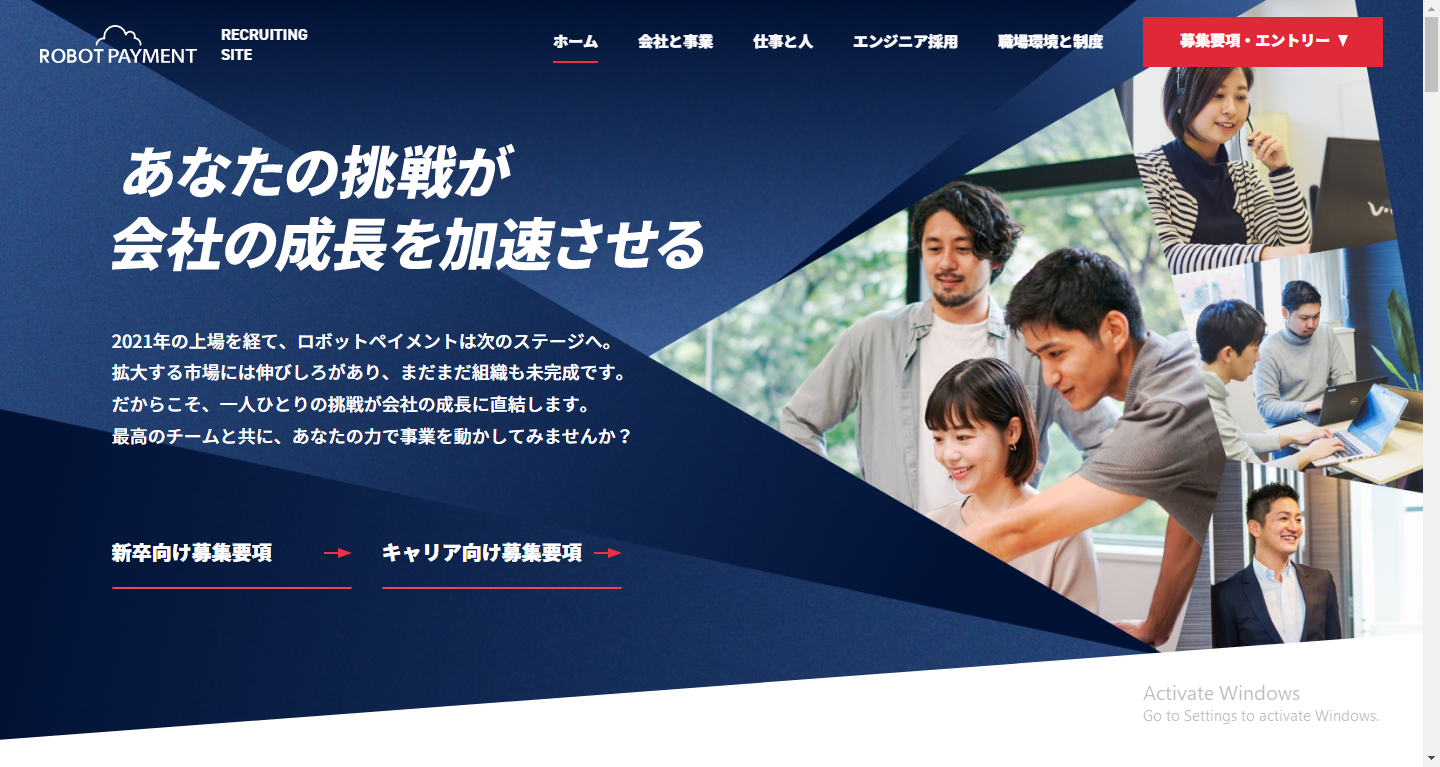 ROBOT PAYMENT
RECRUITING
SITE
ホーム
会社と事業
仕事と人
エンジニア採用
職場環境と制度
募集要項・エントリー ▼
あなたの挑戦が
会社の成長を加速させる
2021年の上場を経て、ロボットペイメントは次のステージへ。
拡大する市場には伸びしろがあり、まだまだ組織も未完成です。
だからこそ、一人ひとりの挑戦が会社の成長に直結します。
最高のチームと共に、あなたの力で事業を動かしてみませんか？
新卒向け募集要項
キャリア向け募集要項
Activate Windows
Go to Settings to activate Windows.